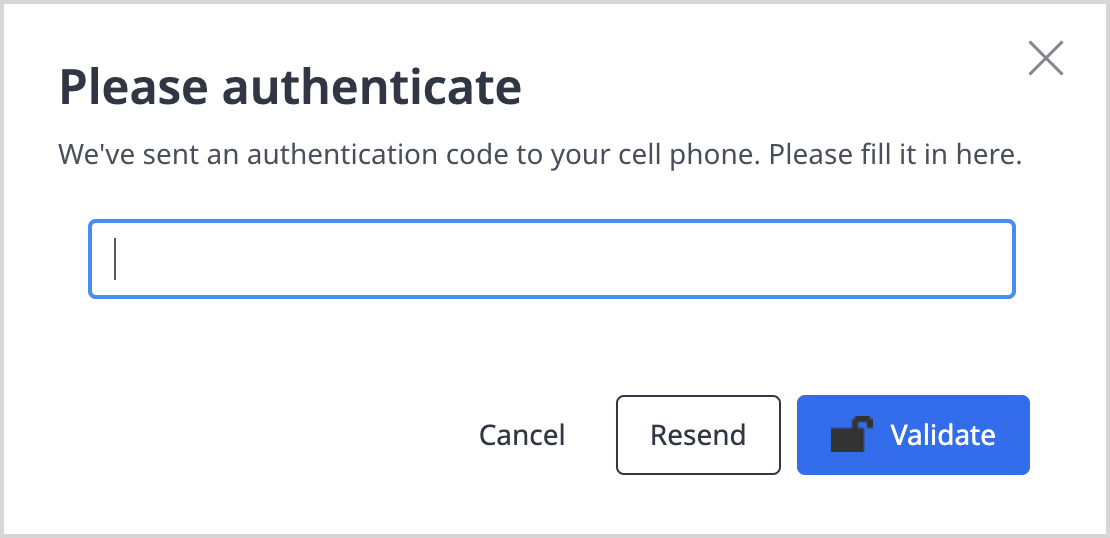 Please authenticate
We've sent an authentication code to your cell phone. Please fill it in here.
Cancel
Resend
Validate